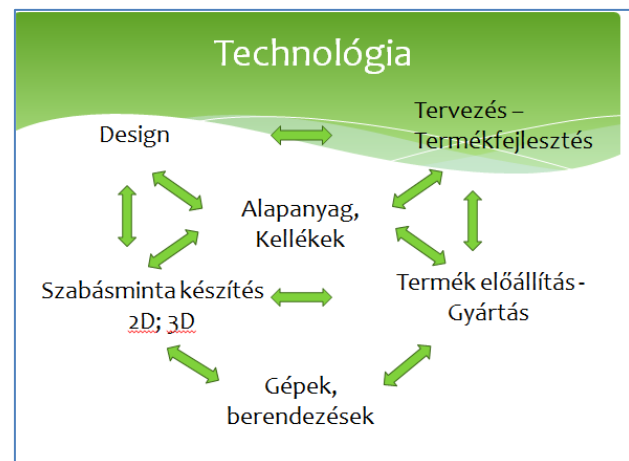 Technológia
Design
Tervezés –
Termékfejlesztés
Alapanyag,
Kellékek
Szabásminta készítés
2D; 3D
Termék előállítás-
Gyártás
Gépek,
berendezések